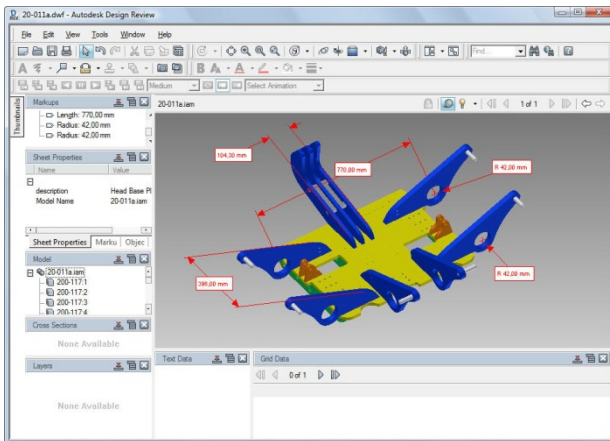 20-011a.dwf - Autodesk Design Review
File Edit View Tools Window Help
Find...
Medium Select Animation
Thumbnails
Markups
Length: 770,00 mm
Radius: 42,00 mm
Radius: 42,00 mm
20-011a.iam
1 of 1
Sheet Properties
Name Value
description Head Base Pl
Model Name 20-011a.iam
Sheet Properties Marku Objec
Model
20-011a.iam
200-117:1
200-117:2
200-117:3
200-117:4
Cross Sections
None Available
Layers
None Available
104,00 mm
770,00 mm
R 42,00 mm
R 42,00 mm
396,00 mm
Text Data
Grid Data
0 of 1